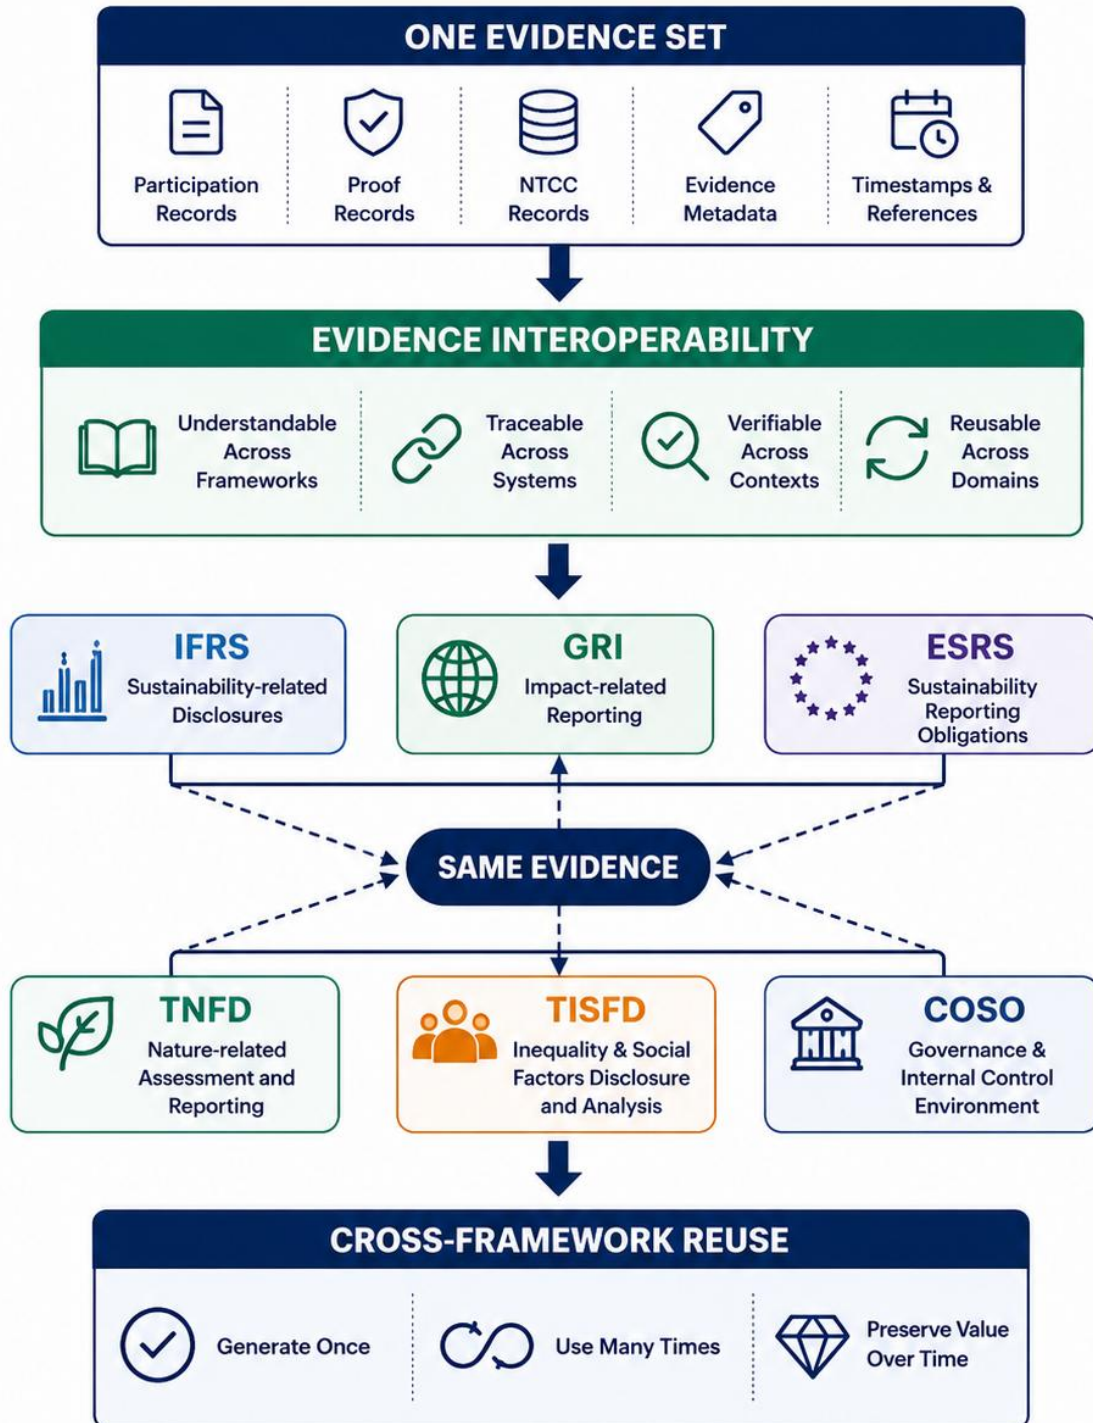 ONE EVIDENCE SET
Participation
Records
Proof
Records
NTCC
Records
Evidence
Metadata
Timestamps &
References
EVIDENCE INTEROPERABILITY
Understandable
Across
Frameworks
Traceable
Across
Systems
Verifiable
Across
Contexts
Reusable
Across
Domains
IFRS
Sustainability-related
Disclosures
GRI
Impact-related
Reporting
ESRS
Sustainability
Reporting
Obligations
SAME EVIDENCE
TNFD
Nature-related
Assessment and
Reporting
TISFD
Inequality & Social
Factors Disclosure
and Analysis
COSO
Governance &
Internal Control
Environment
CROSS-FRAMEWORK REUSE
Generate Once
Use Many Times
Preserve Value
Over Time